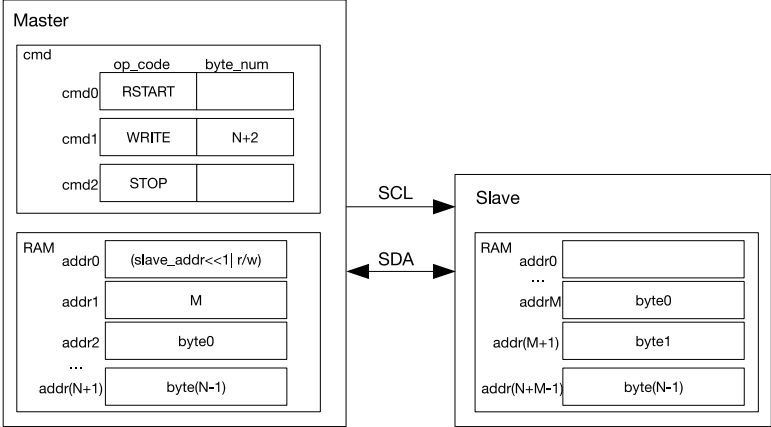 Master
cmd
op_code byte_num
cmd0 RSTART
cmd1 WRITE N+2
cmd2 STOP
RAM
addr0 (slave_addr<<1| r/w)
addr1 M
addr2 byte0
...
addr(N+1) byte(N-1)
SCL
SDA
Slave
RAM
addr0
...
addrM byte0
addr(M+1) byte1
addr(N+M-1) byte(N-1)